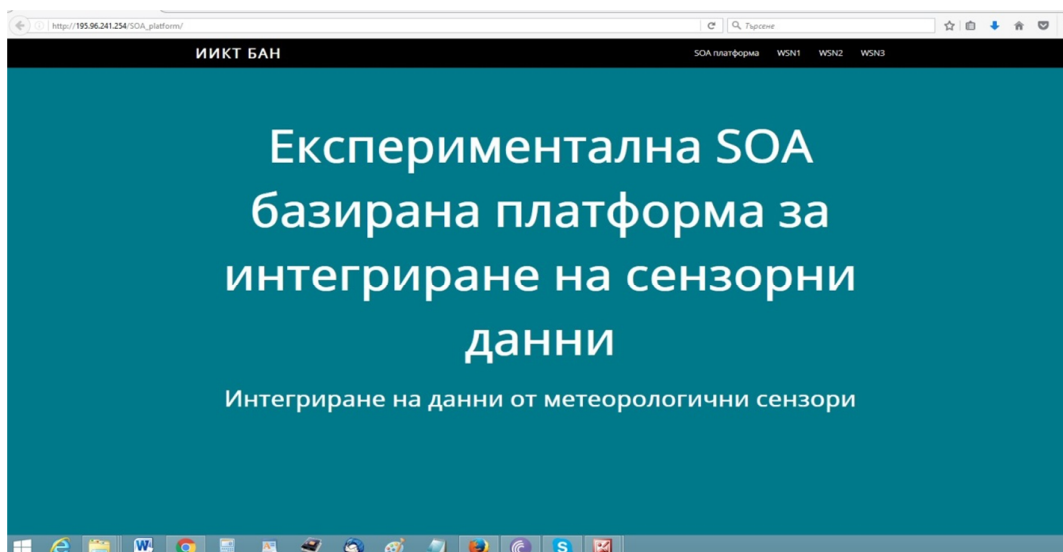 http://195.96.241.254/SOA_platform/
Търсене
ИИКТ БАН
SOA платформа WSN1 WSN2 WSN3
Експериментална SOA
базирана платформа за
интегриране на сензорни
данни
Интегриране на данни от метеорологични сензори